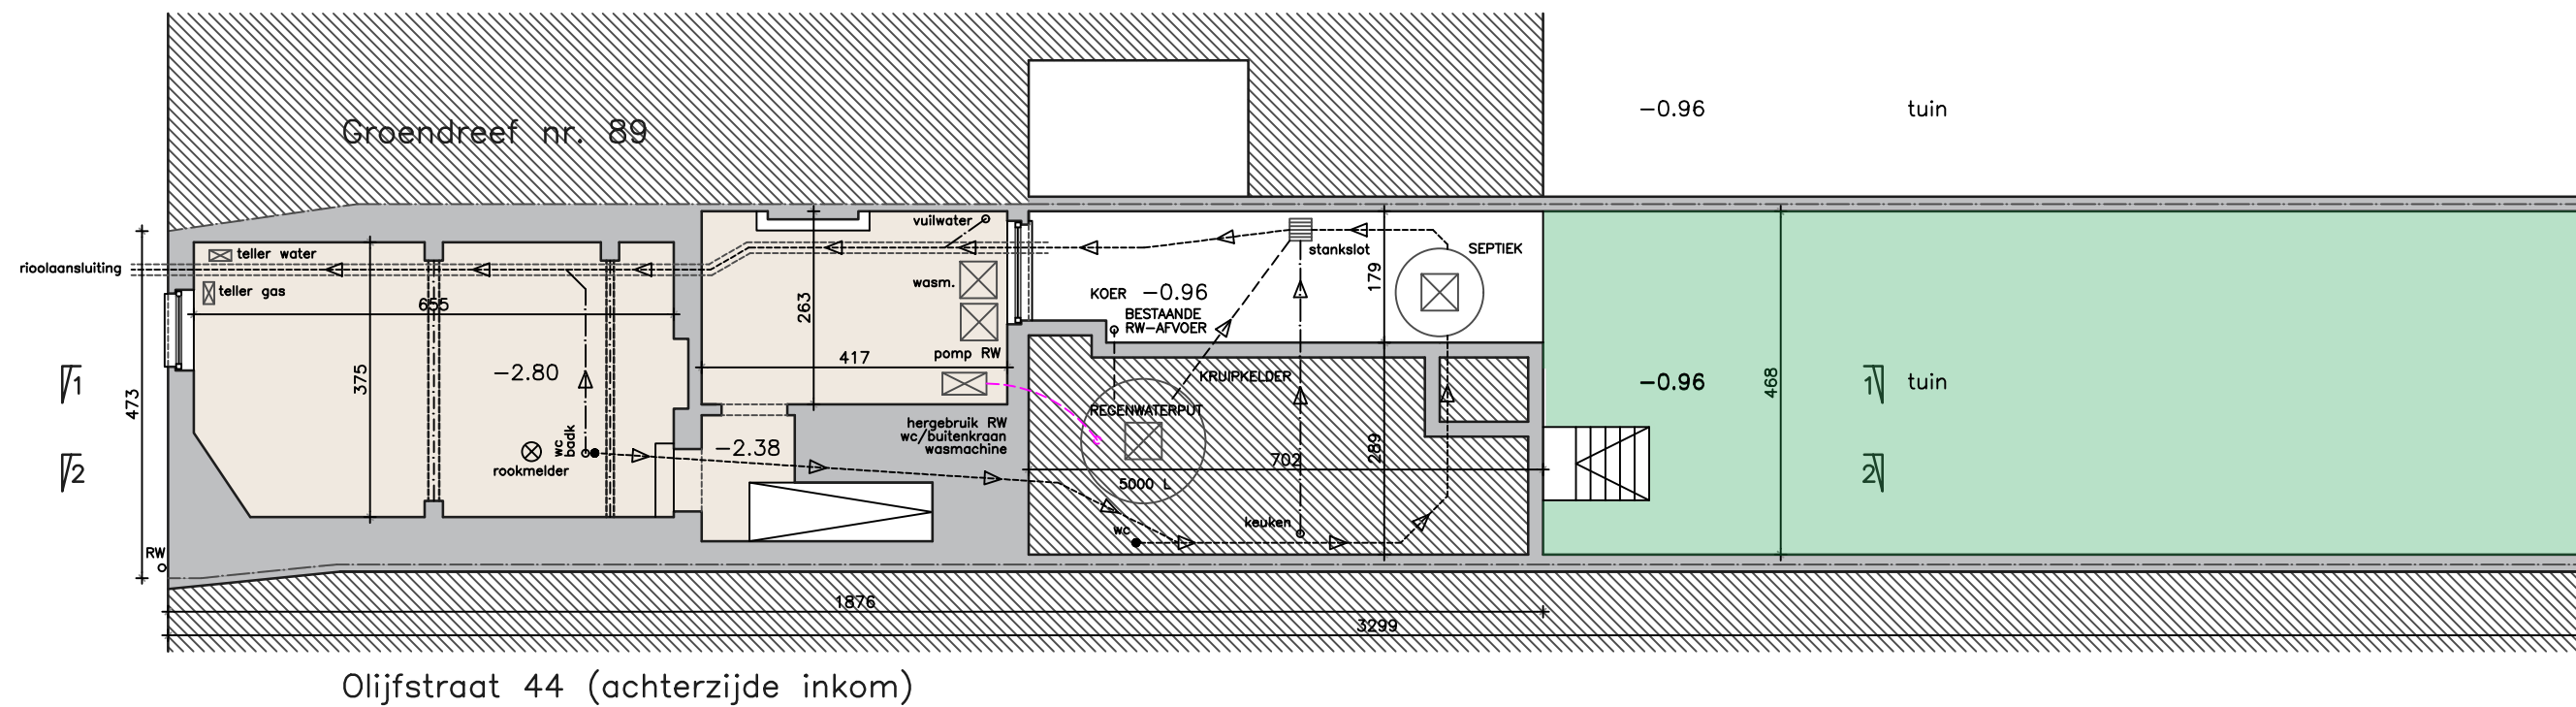 -0.96 tuin
Groendreef nr. 89
vuilwater
stankslot
SEPTIEK
teller water
rioolaansluiting
teller gas
wasm.
KOER -0.96
BESTAANDE
RW-AFVOER
655
263
179
pomp RW
417
-2.80
375
473
1
2
KRUIPKELDER
REGENWATERPUT
-0.96
468
1
tuin
2
hergebruik RW
wc/buitenkraan
wasmachine
wc
badk
rookmelder
-2.38
702
289
5000 L
keuken
wc
RW
1876
3299
Olijfstraat 44 (achterzijde inkom)